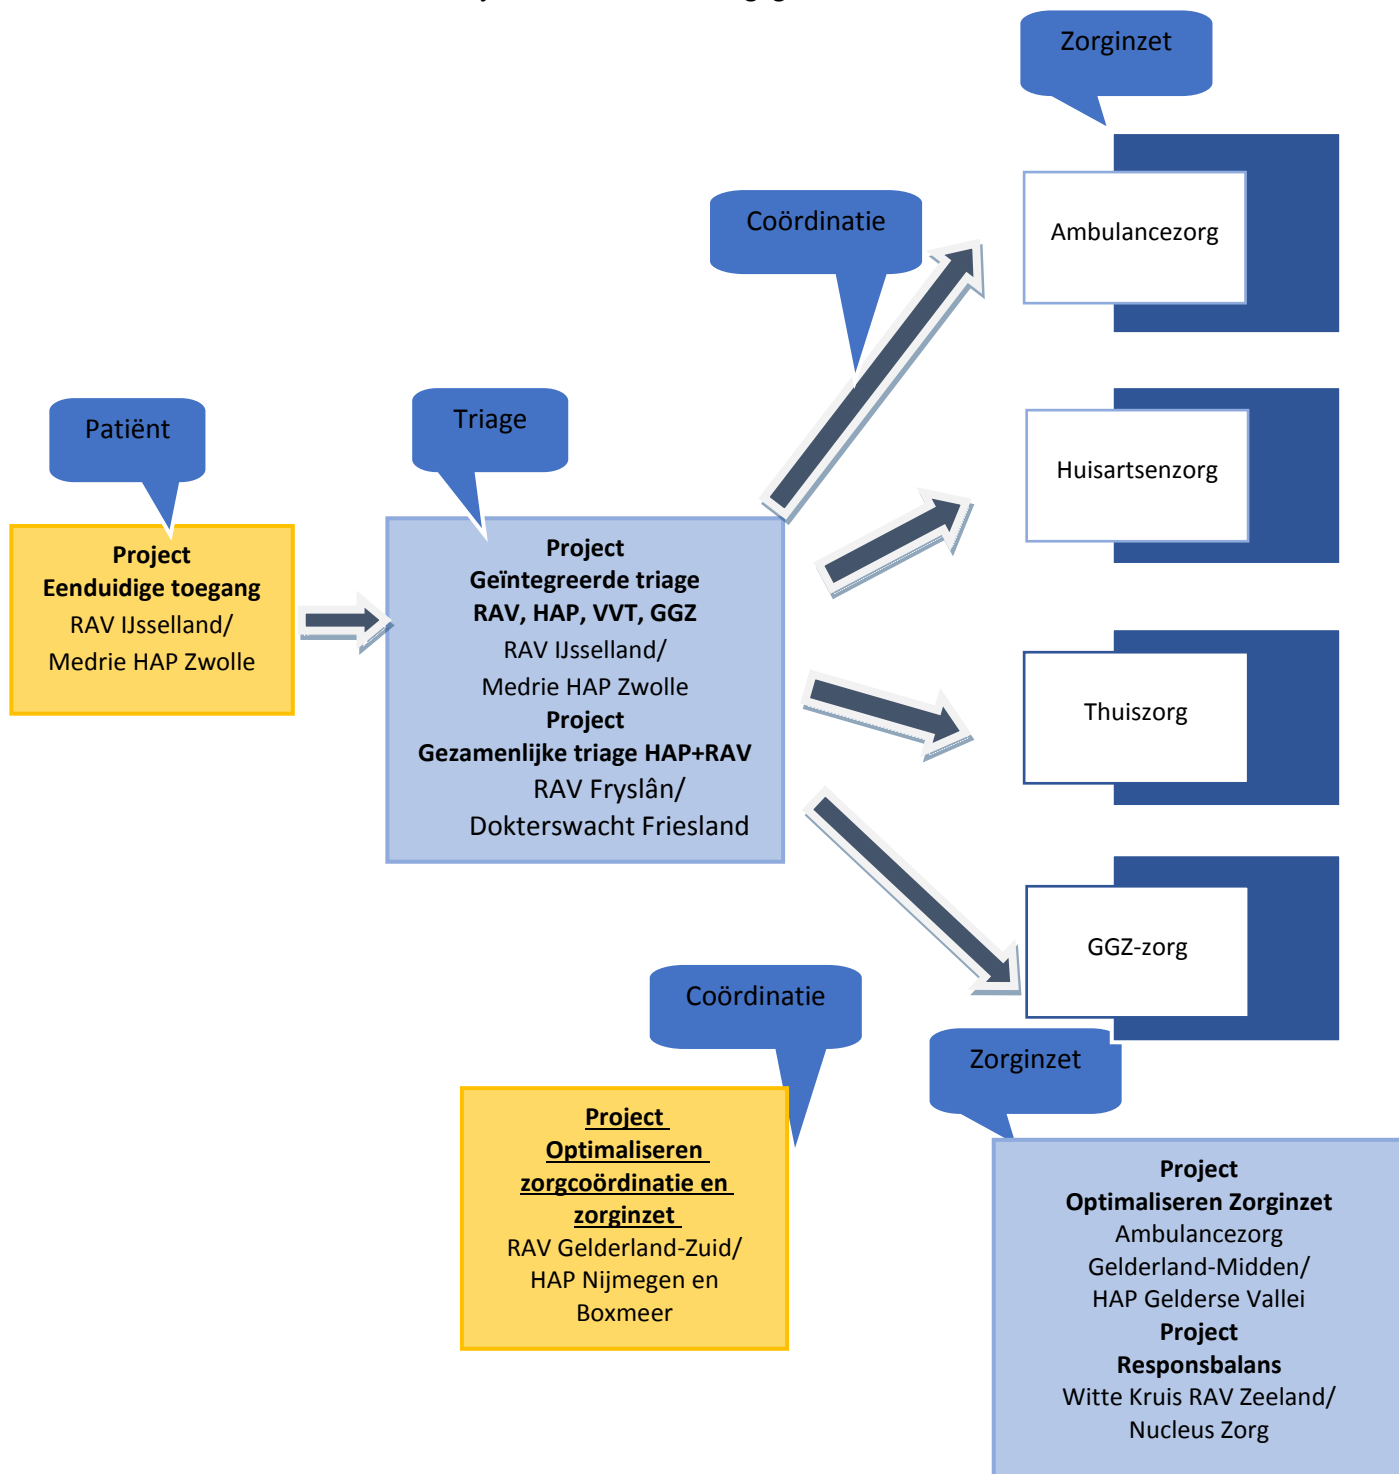 Zorginzet
Coördinatie
Ambulancezorg
Huisartsenzorg
Patiënt
Triage
Project
Eenduidige toegang
RAV IJsselland/
Medrie HAP Zwolle
Project
Geïntegreerde triage
RAV, HAP, VVT, GGZ
RAV IJsselland/
Medrie HAP Zwolle
Project
Gezamenlijke triage HAP+RAV
RAV Fryslân/
Dokterswacht Friesland
Thuiszorg
GGZ-zorg
Coördinatie
Zorginzet
Project
Optimaliseren
zorgcoördinatie en
zorginzet
RAV Gelderland-Zuid/
HAP Nijmegen en
Boxmeer
Project
Optimaliseren Zorginzet
Ambulancezorg
Gelderland-Midden/
HAP Gelderse Vallei
Project
Responsbalans
Witte Kruis RAV Zeeland/
Nucleus Zorg